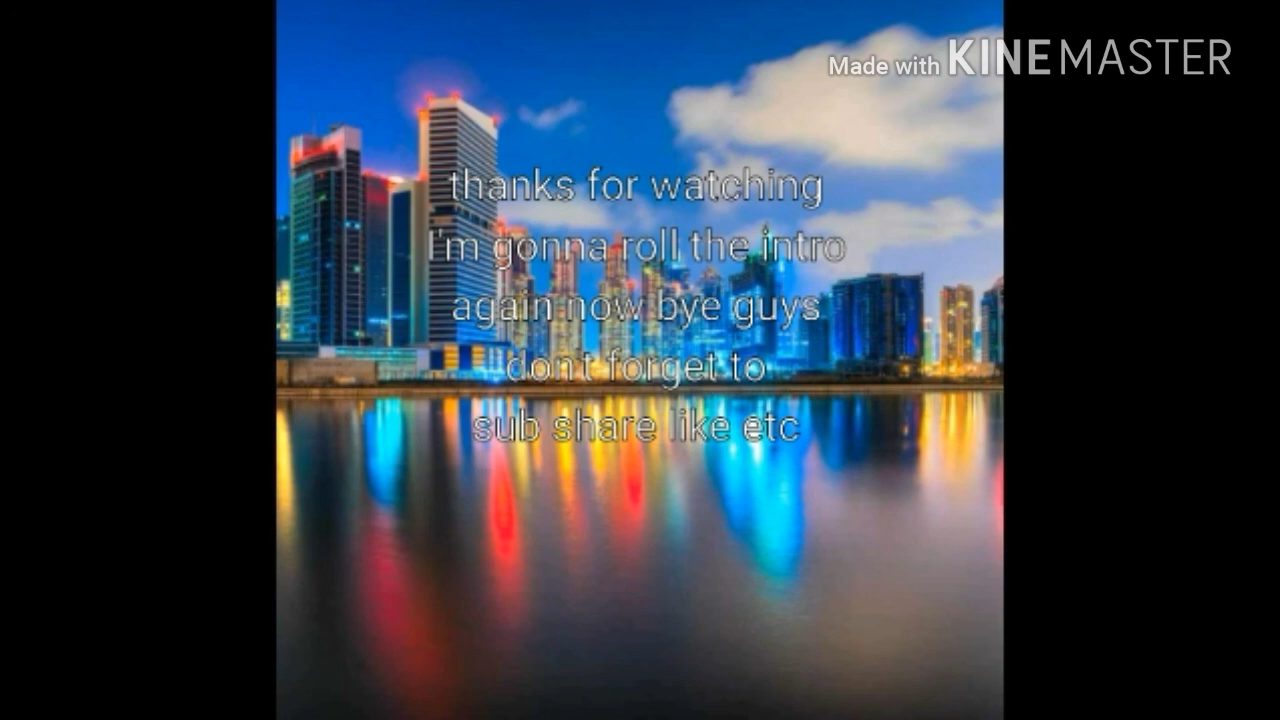 Made with KINEMASTER
thanks for watching
I'm gonna roll the intro
again now bye guys
don't forget to
sub share like etc